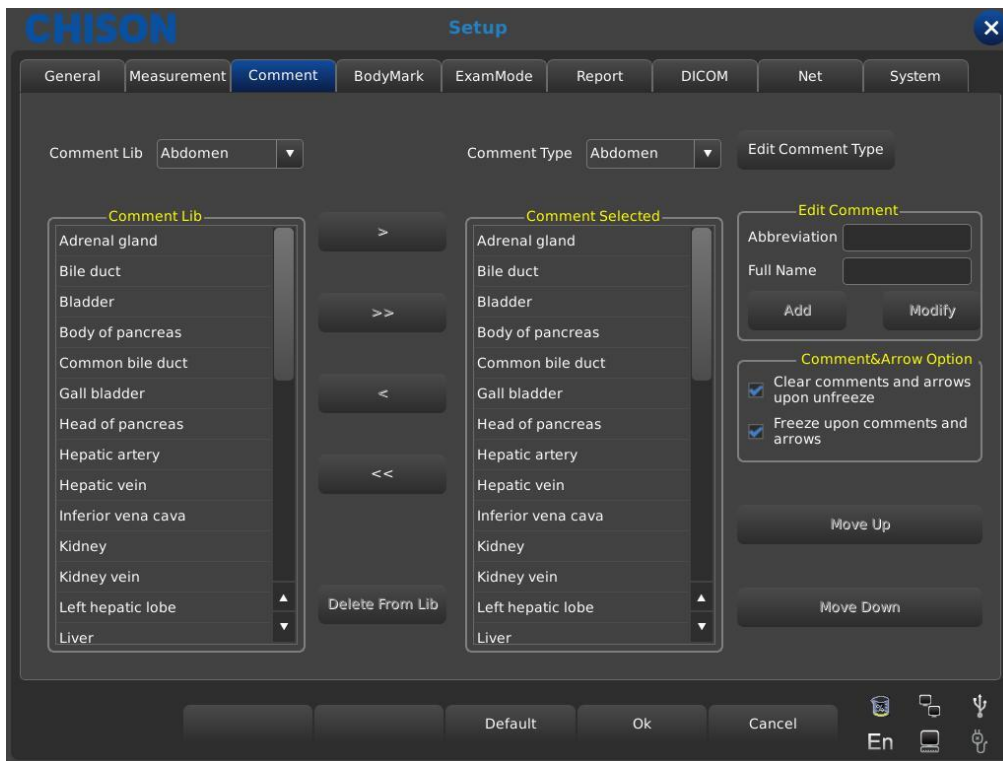 CHISON
Setup
General Measurement Comment BodyMark ExamMode Report DICOM Net System
Comment Lib Abdomen
Comment Type Abdomen
Edit Comment Type
Comment Lib
Adrenal gland
Bile duct
Bladder
Body of pancreas
Common bile duct
Gall bladder
Head of pancreas
Hepatic artery
Hepatic vein
Inferior vena cava
Kidney
Kidney vein
Left hepatic lobe
Liver
>
>>
<
<<
Delete From Lib
Comment Selected
Adrenal gland
Bile duct
Bladder
Body of pancreas
Common bile duct
Gall bladder
Head of pancreas
Hepatic artery
Hepatic vein
Inferior vena cava
Kidney
Kidney vein
Left hepatic lobe
Liver
Edit Comment
Abbreviation
Full Name
Add Modify
Comment&Arrow Option
Clear comments and arrows
upon unfreeze
Freeze upon comments and
arrows
Move Up
Move Down
Default Ok Cancel
En